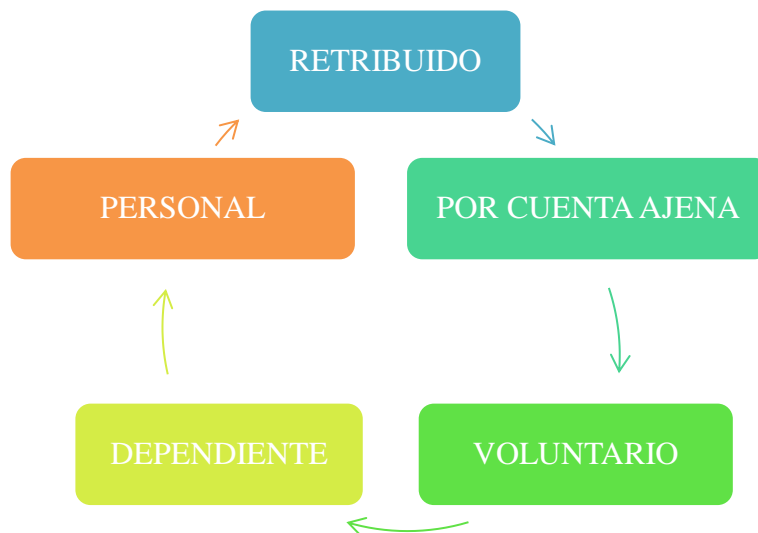 RETRIBUIDO
PERSONAL
POR CUENTA AJENA
DEPENDIENTE
VOLUNTARIO